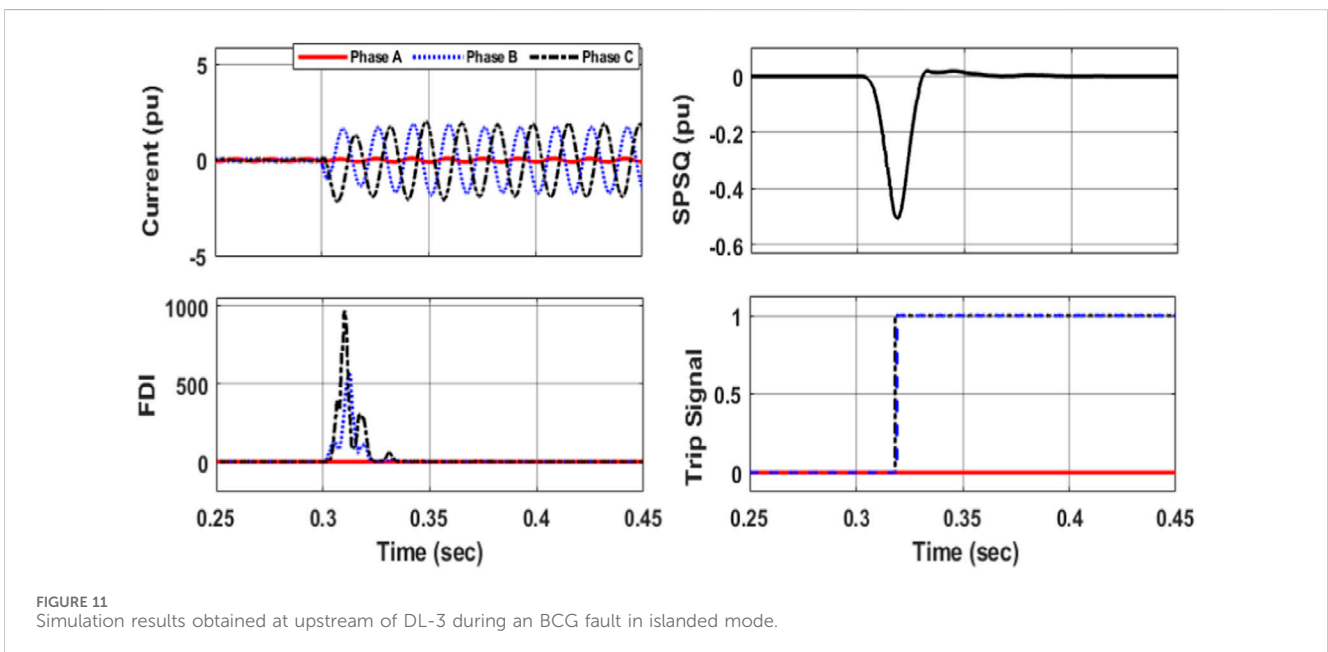 Phase A Phase B Phase C
5
0
-5
Current (pu)
0
-0.2
-0.4
-0.6
SPSQ (pu)
1000
500
0
FDI
0.25 0.3 0.35 0.4 0.45
Time (sec)
1
0.5
0
Trip Signal
0.25 0.3 0.35 0.4 0.45
Time (sec)
FIGURE 11
Simulation results obtained at upstream of DL-3 during an BCG fault in islanded mode.